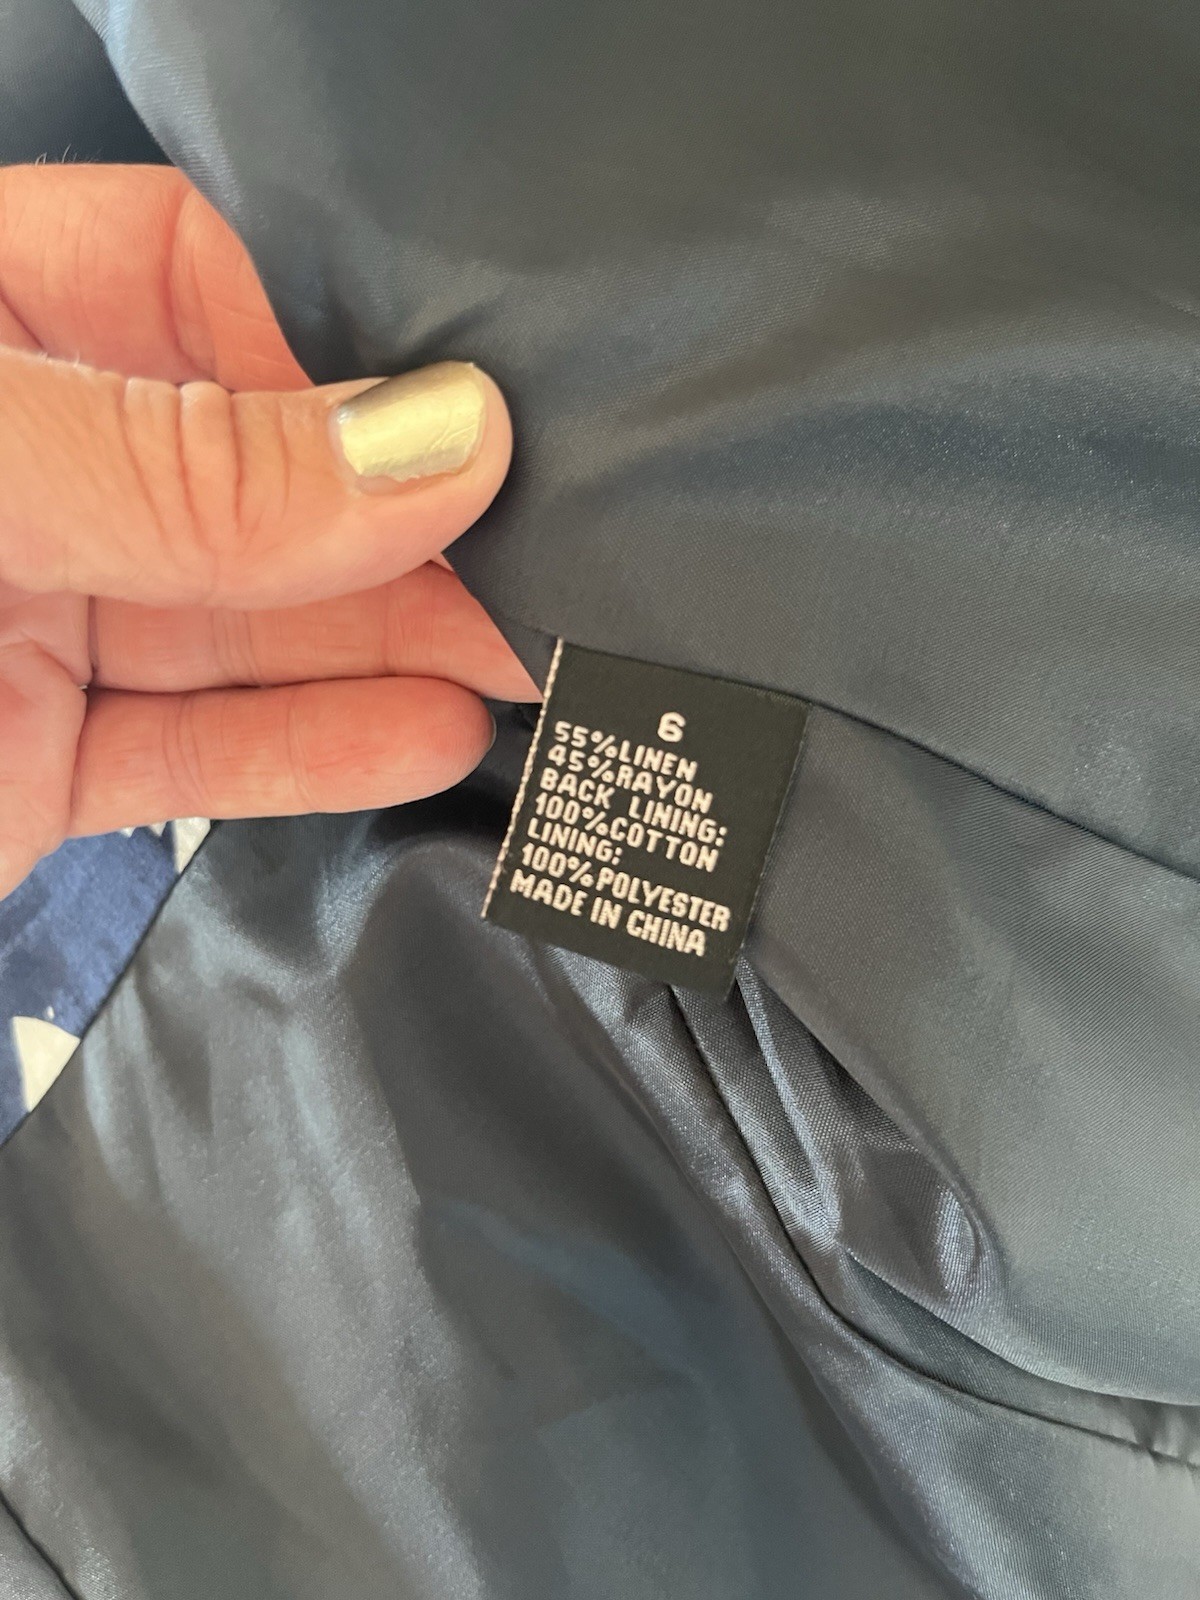 6
55%LINEN
45%RAYON
BACK LINING:
100%COTTON
LINING:
100%POLYESTER
MADE IN CHINA